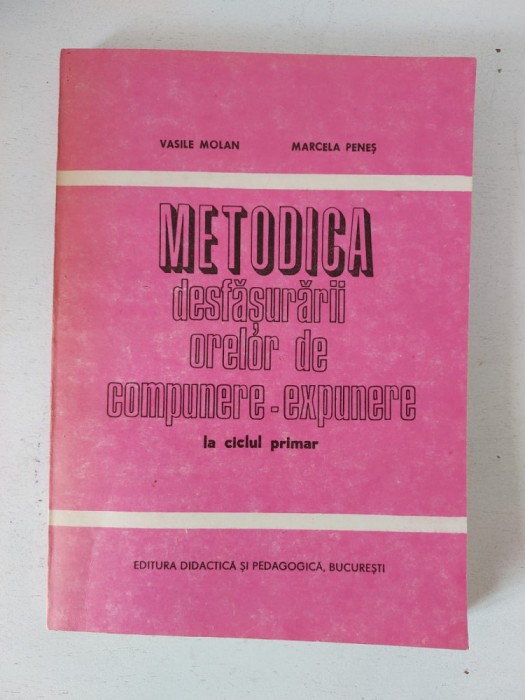 VASILE MOLAN MARCELA PENEȘ
METODICA
desfășurării
orelor de
compunere-expunere
la ciclul primar
EDITURA DIDACTICĂ ȘI PEDAGOGICĂ, BUCUREȘTI